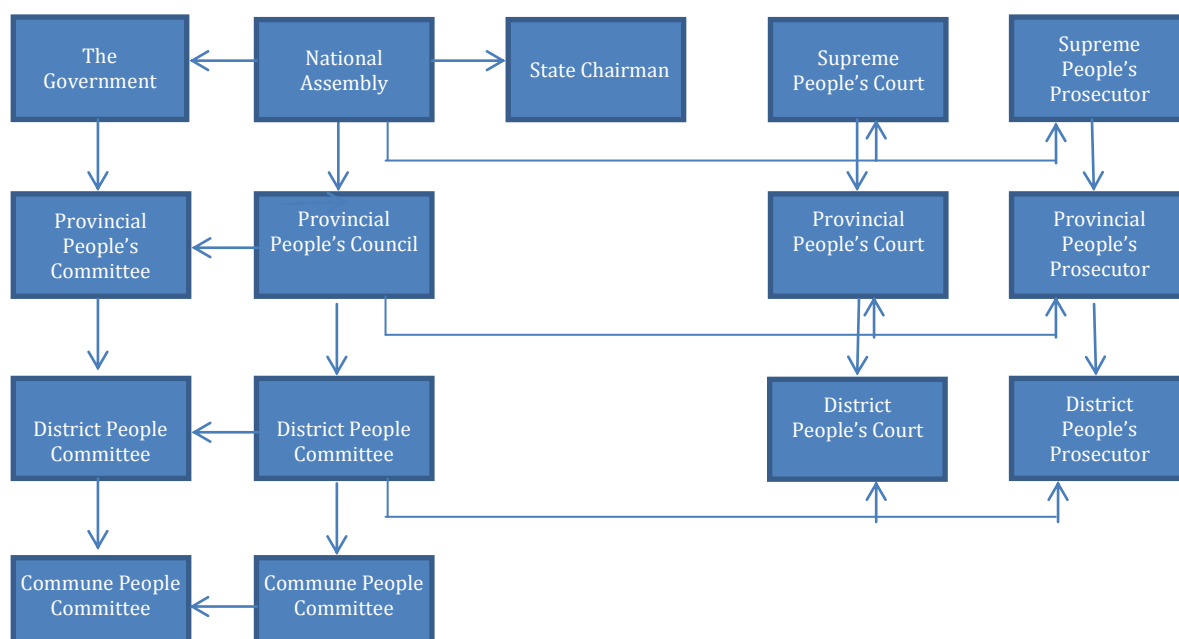 The
Government
National
Assembly
State Chairman
Supreme
People's Court
Supreme
People's
Prosecutor
Provincial
People's
Committee
Provincial
People's Council
Provincial
People's Court
Provincial
People's
Prosecutor
District People
Committee
District People
Committee
District
People's Court
District
People's
Prosecutor
Commune People
Committee
Commune People
Committee